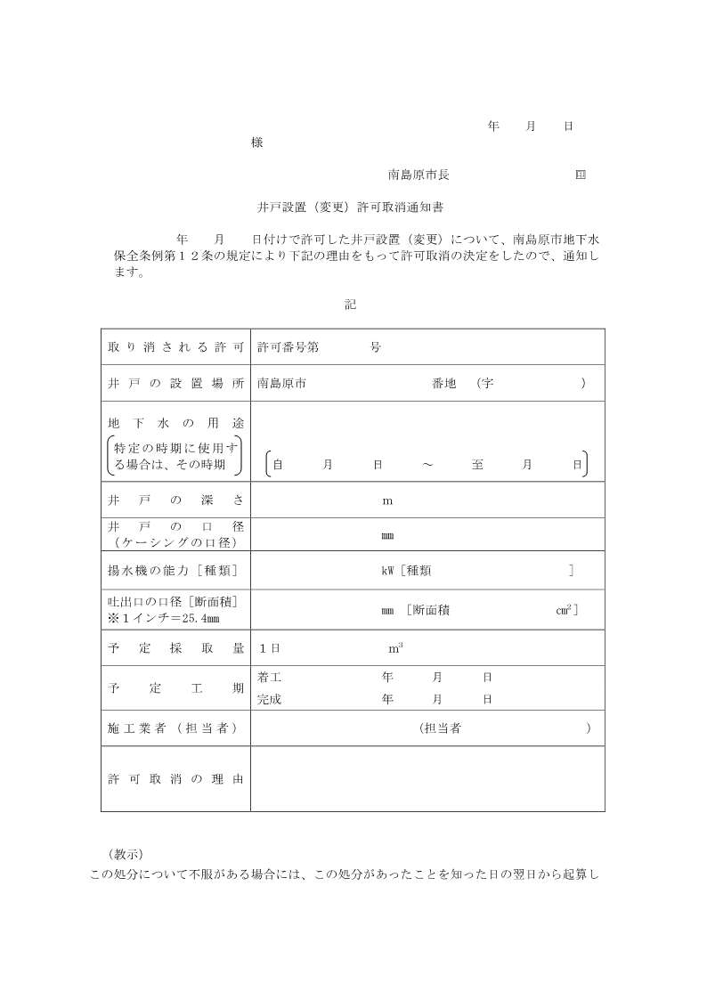 年　　月　　日
様
南島原市長　　　　　　　　　　印
井戸設置（変更）許可取消通知書
年　　月　　日付けで許可した井戸設置（変更）について、南島原市地下水
保全条例第１２条の規定により下記の理由をもって許可取消の決定をしたので、通知し
ます。
記
取り消される許可　許可番号第　　　　号
井戸の設置場所　南島原市　　　　　　　　　　番地　（字　　　　　　　）
地下水の用途
特定の時期に使用す
る場合は、その時期　自　　　月　　　日　　　～　　　至　　　月　　　日
井戸の深さ　　　　　　　　　　ｍ
井戸の口径
（ケーシングの口径）　　　　　　　　　　㎜
揚水機の能力［種類］　　　　　　　　　　kW［種類　　　　　　　　　　　］
吐出口の口径［断面積］　　　　　　　　　　㎜　［断面積　　　　　　　　㎝²］
※１インチ＝25.4㎜
予定採取量　１日　　　　　　　　ｍ³
予定工期　着工　　　　　　　　年　　　月　　　日
完成　　　　　　　　年　　　月　　　日
施工業者（担当者）　　　　　　　　　　　　　（担当者　　　　　　　　　　）
許可取消の理由
（教示）
この処分について不服がある場合には、この処分があったことを知った日の翌日から起算し